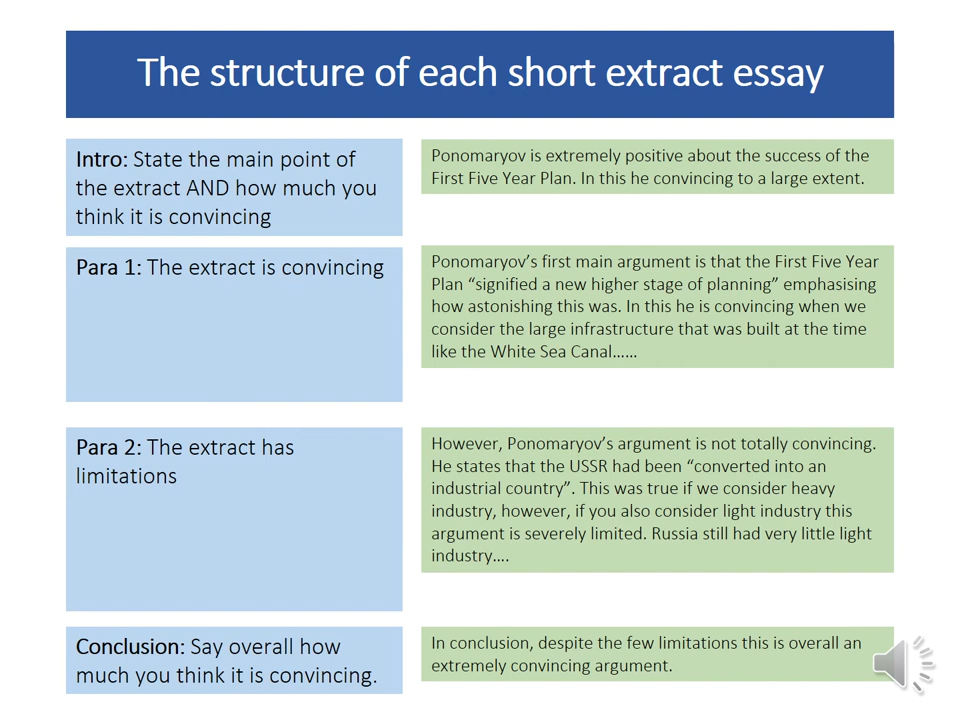 The structure of each short extract essay
Intro: State the main point of
the extract AND how much you
think it is convincing
Ponomaryov is extremely positive about the success of the
First Five Year Plan. In this he convincing to a large extent.
Para 1: The extract is convincing
Ponomaryov’s first main argument is that the First Five Year
Plan “signified a new higher stage of planning” emphasising
how astonishing this was. In this he is convincing when we
consider the large infrastructure that was built at the time
like the White Sea Canal……
Para 2: The extract has
limitations
However, Ponomaryov’s argument is not totally convincing.
He states that the USSR had been “converted into an
industrial country”. This was true if we consider heavy
industry, however, if you also consider light industry this
argument is severely limited. Russia still had very little light
industry….
Conclusion: Say overall how
much you think it is convincing.
In conclusion, despite the few limitations this is overall an
extremely convincing argument.